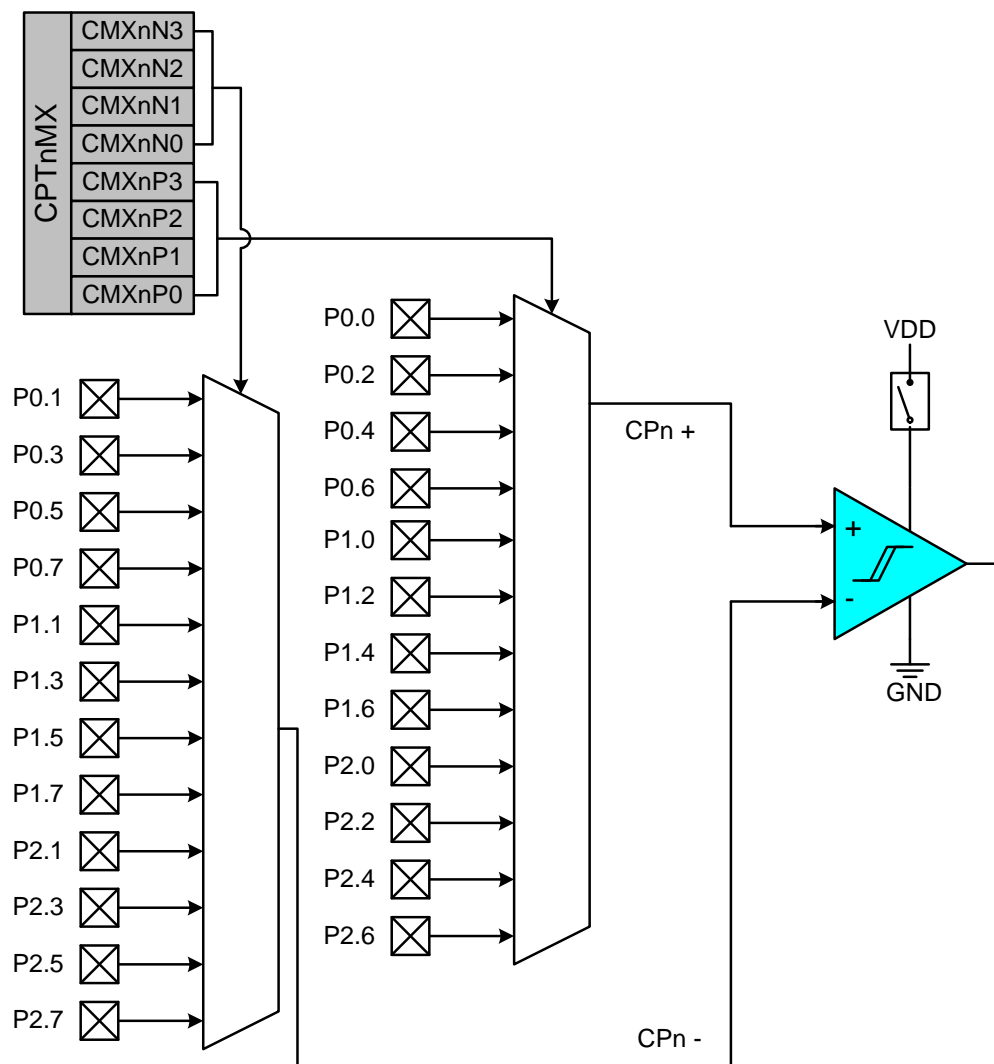 CPTnMX
CMXnN3
CMXnN2
CMXnN1
CMXnN0
CMXnP3
CMXnP2
CMXnP1
CMXnP0
P0.1
P0.3
P0.5
P0.7
P1.1
P1.3
P1.5
P1.7
P2.1
P2.3
P2.5
P2.7
P0.0
P0.2
P0.4
P0.6
P1.0
P1.2
P1.4
P1.6
P2.0
P2.2
P2.4
P2.6
CPn +
CPn -
VDD
+
-
GND